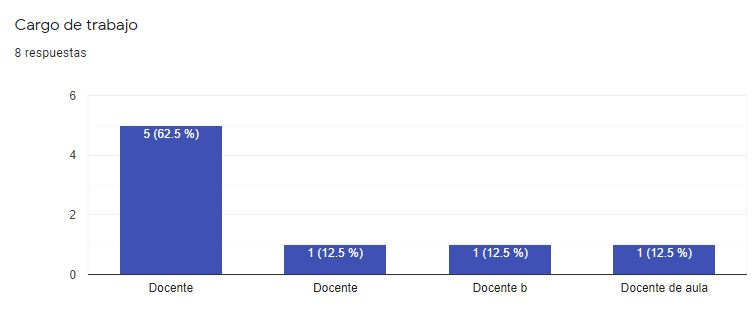 Cargo de trabajo
8 respuestas
6
5 (62.5 %)
4
2
1 (12.5 %) 1 (12.5 %) 1 (12.5 %)
0
Docente Docente Docente b Docente de aula